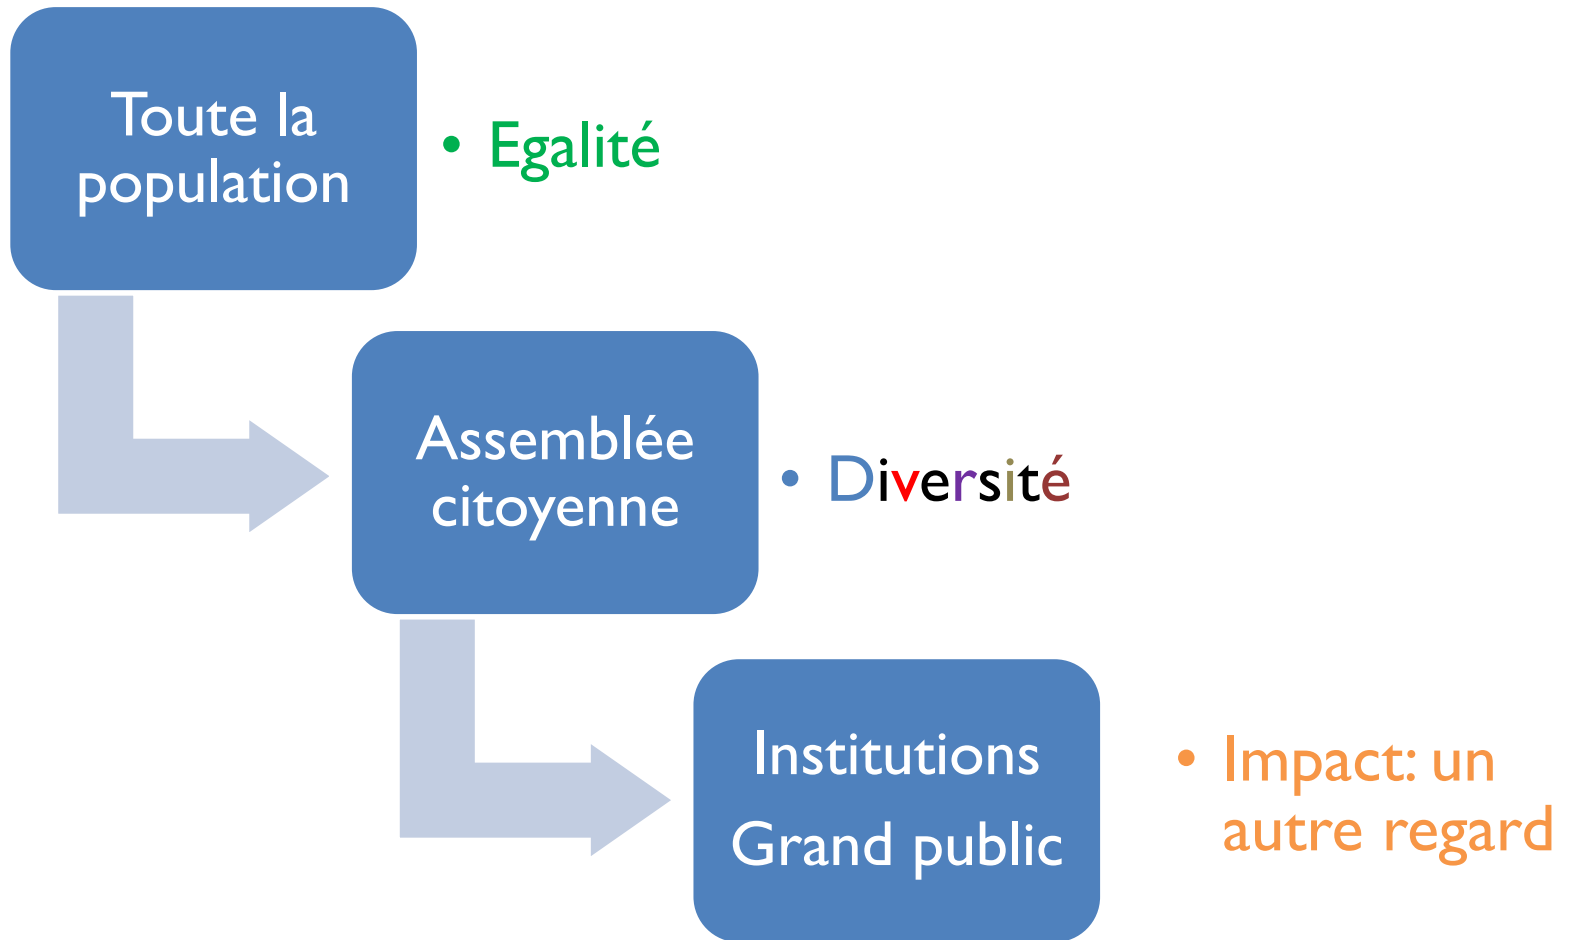 Toute la
population
• Egalité
Assemblée
citoyenne
• Diversité
Institutions
Grand public
• Impact: un
autre regard